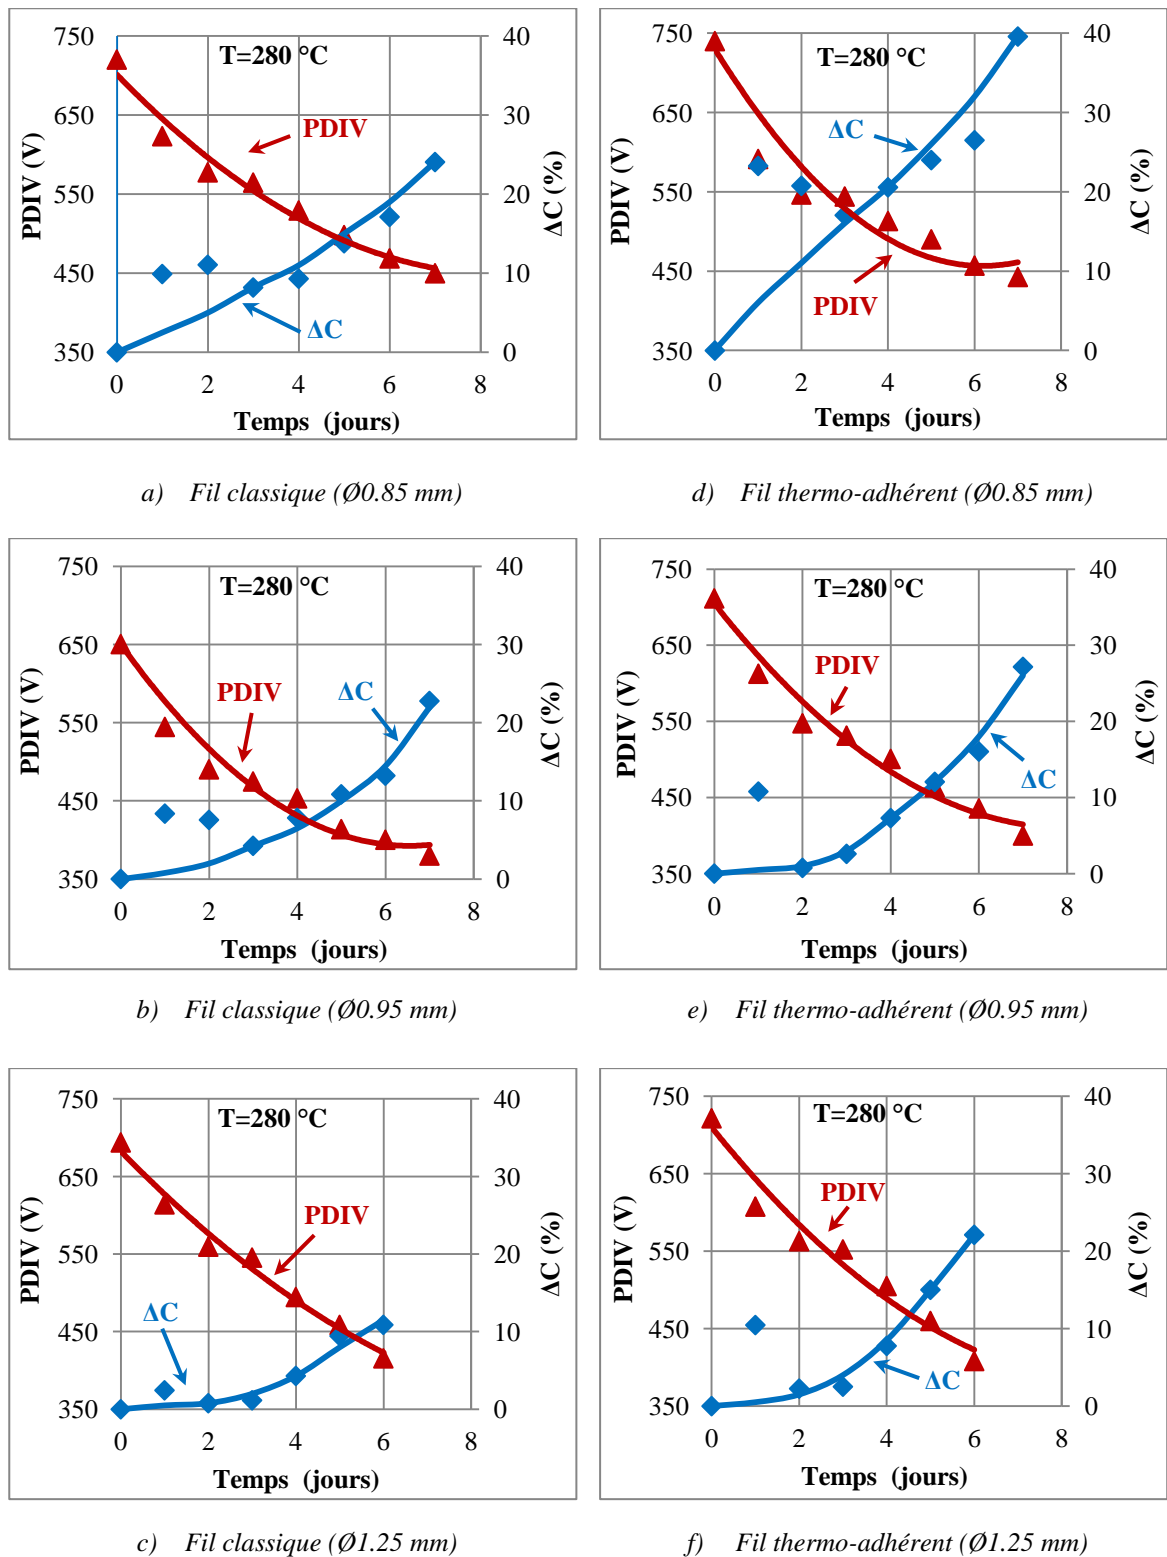 T=280 °C
750
650
550
450
350
PDIV (V)
40
30
20
10
0
ΔC (%)
PDIV
ΔC
0 2 4 6 8
Temps (jours)
a) Fil classique (Ø0.85 mm)
T=280 °C
750
650
550
450
350
PDIV (V)
40
30
20
10
0
ΔC (%)
ΔC
PDIV
0 2 4 6 8
Temps (jours)
d) Fil thermo-adhérent (Ø0.85 mm)
T=280 °C
750
650
550
450
350
PDIV (V)
40
30
20
10
0
ΔC (%)
PDIV
ΔC
0 2 4 6 8
Temps (jours)
b) Fil classique (Ø0.95 mm)
T=280 °C
750
650
550
450
350
PDIV (V)
40
30
20
10
0
ΔC (%)
PDIV
ΔC
0 2 4 6 8
Temps (jours)
e) Fil thermo-adhérent (Ø0.95 mm)
T=280 °C
750
650
550
450
350
PDIV (V)
40
30
20
10
0
ΔC (%)
PDIV
ΔC
0 2 4 6 8
Temps (jours)
c) Fil classique (Ø1.25 mm)
T=280 °C
750
650
550
450
350
PDIV (V)
40
30
20
10
0
ΔC (%)
PDIV
ΔC
0 2 4 6 8
Temps (jours)
f) Fil thermo-adhérent (Ø1.25 mm)